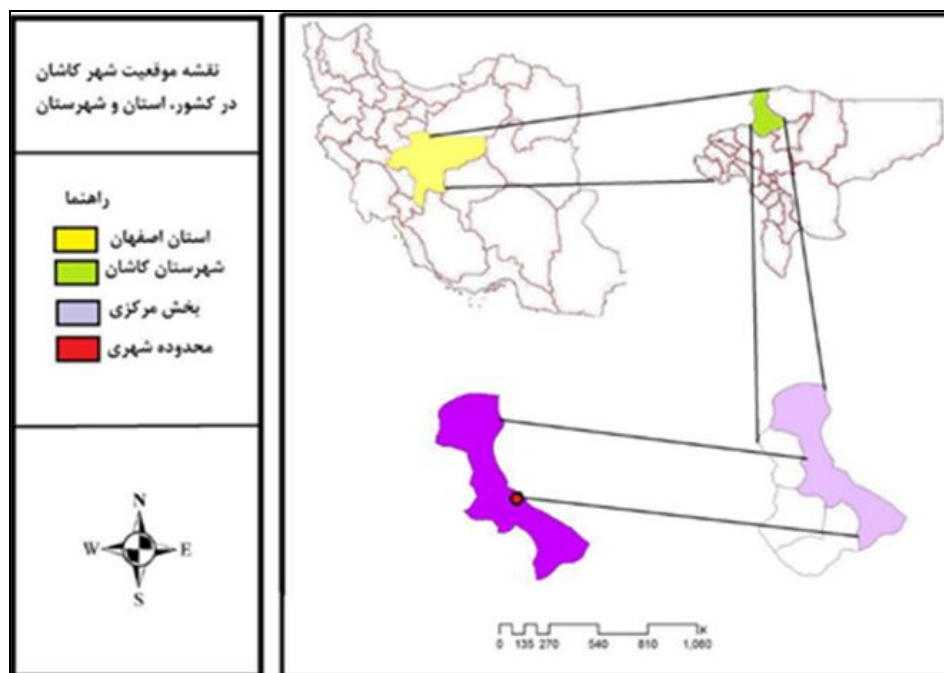 نقشه موقعیت شهر کاشان
در کشور، استان و شهرستان
راهنما
استان اصفهان
شهرستان کاشان
بخش مرکزی
محدوده شهری
N
W E
S
0 135 270 540 810 1,080